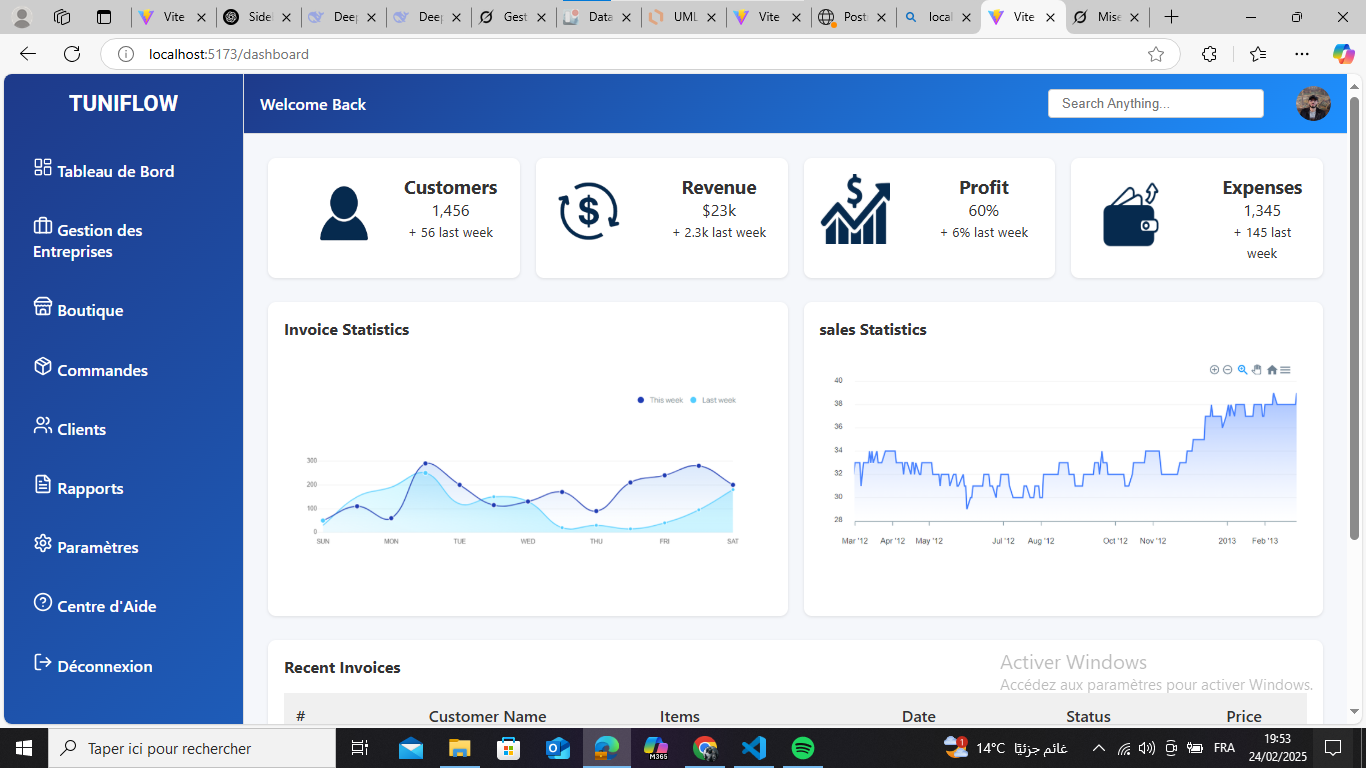 Vite
Side
Deep
Deep
Gest
Data
UML
Vite
Post
local
Vite
Mise
localhost:5173/dashboard
TUNIFLOW
Welcome Back
Search Anything...
Tableau de Bord
Gestion des
Entreprises
Boutique
Commandes
Clients
Rapports
Paramètres
Centre d'Aide
Déconnexion
Customers
1,456
+ 56 last week
Revenue
$23k
+ 2.3k last week
Profit
60%
+ 6% last week
Expenses
1,345
+ 145 last
week
Invoice Statistics
This week Last week
300
200
100
0
SUN MON TUE WED THU FRI SAT
sales Statistics
40
38
36
34
32
30
28
Mar '12 Apr '12 May '12 Jul '12 Aug '12 Oct '12 Nov '12 2013 Feb '13
Recent Invoices
# Customer Name Items Date Status Price
Activer Windows
Accédez aux paramètres pour activer Windows.
Taper ici pour rechercher
M365
1
14°C غائم جزئيًا
FRA
19:53
24/02/2025